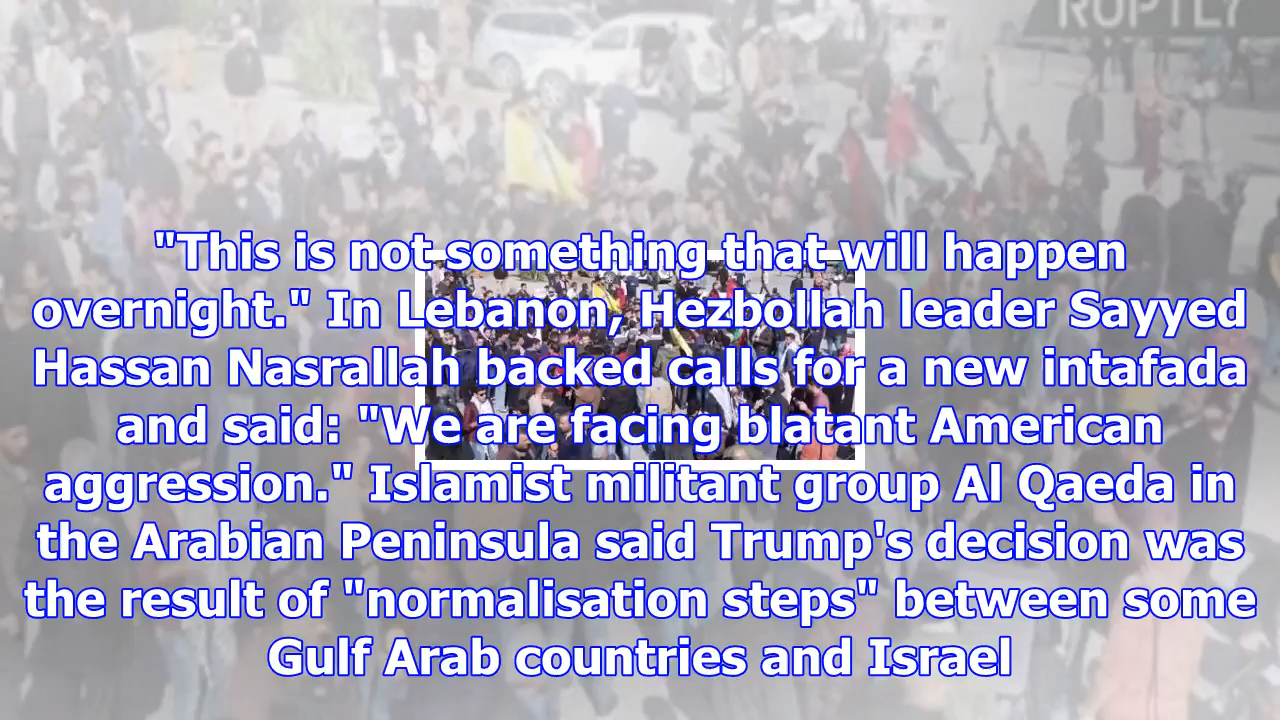 RUPTLY
"This is not something that will happen
overnight." In Lebanon, Hezbollah leader Sayyed
Hassan Nasrallah backed calls for a new intafada
and said: "We are facing blatant American
aggression." Islamist militant group Al Qaeda in
the Arabian Peninsula said Trump's decision was
the result of "normalisation steps" between some
Gulf Arab countries and Israel